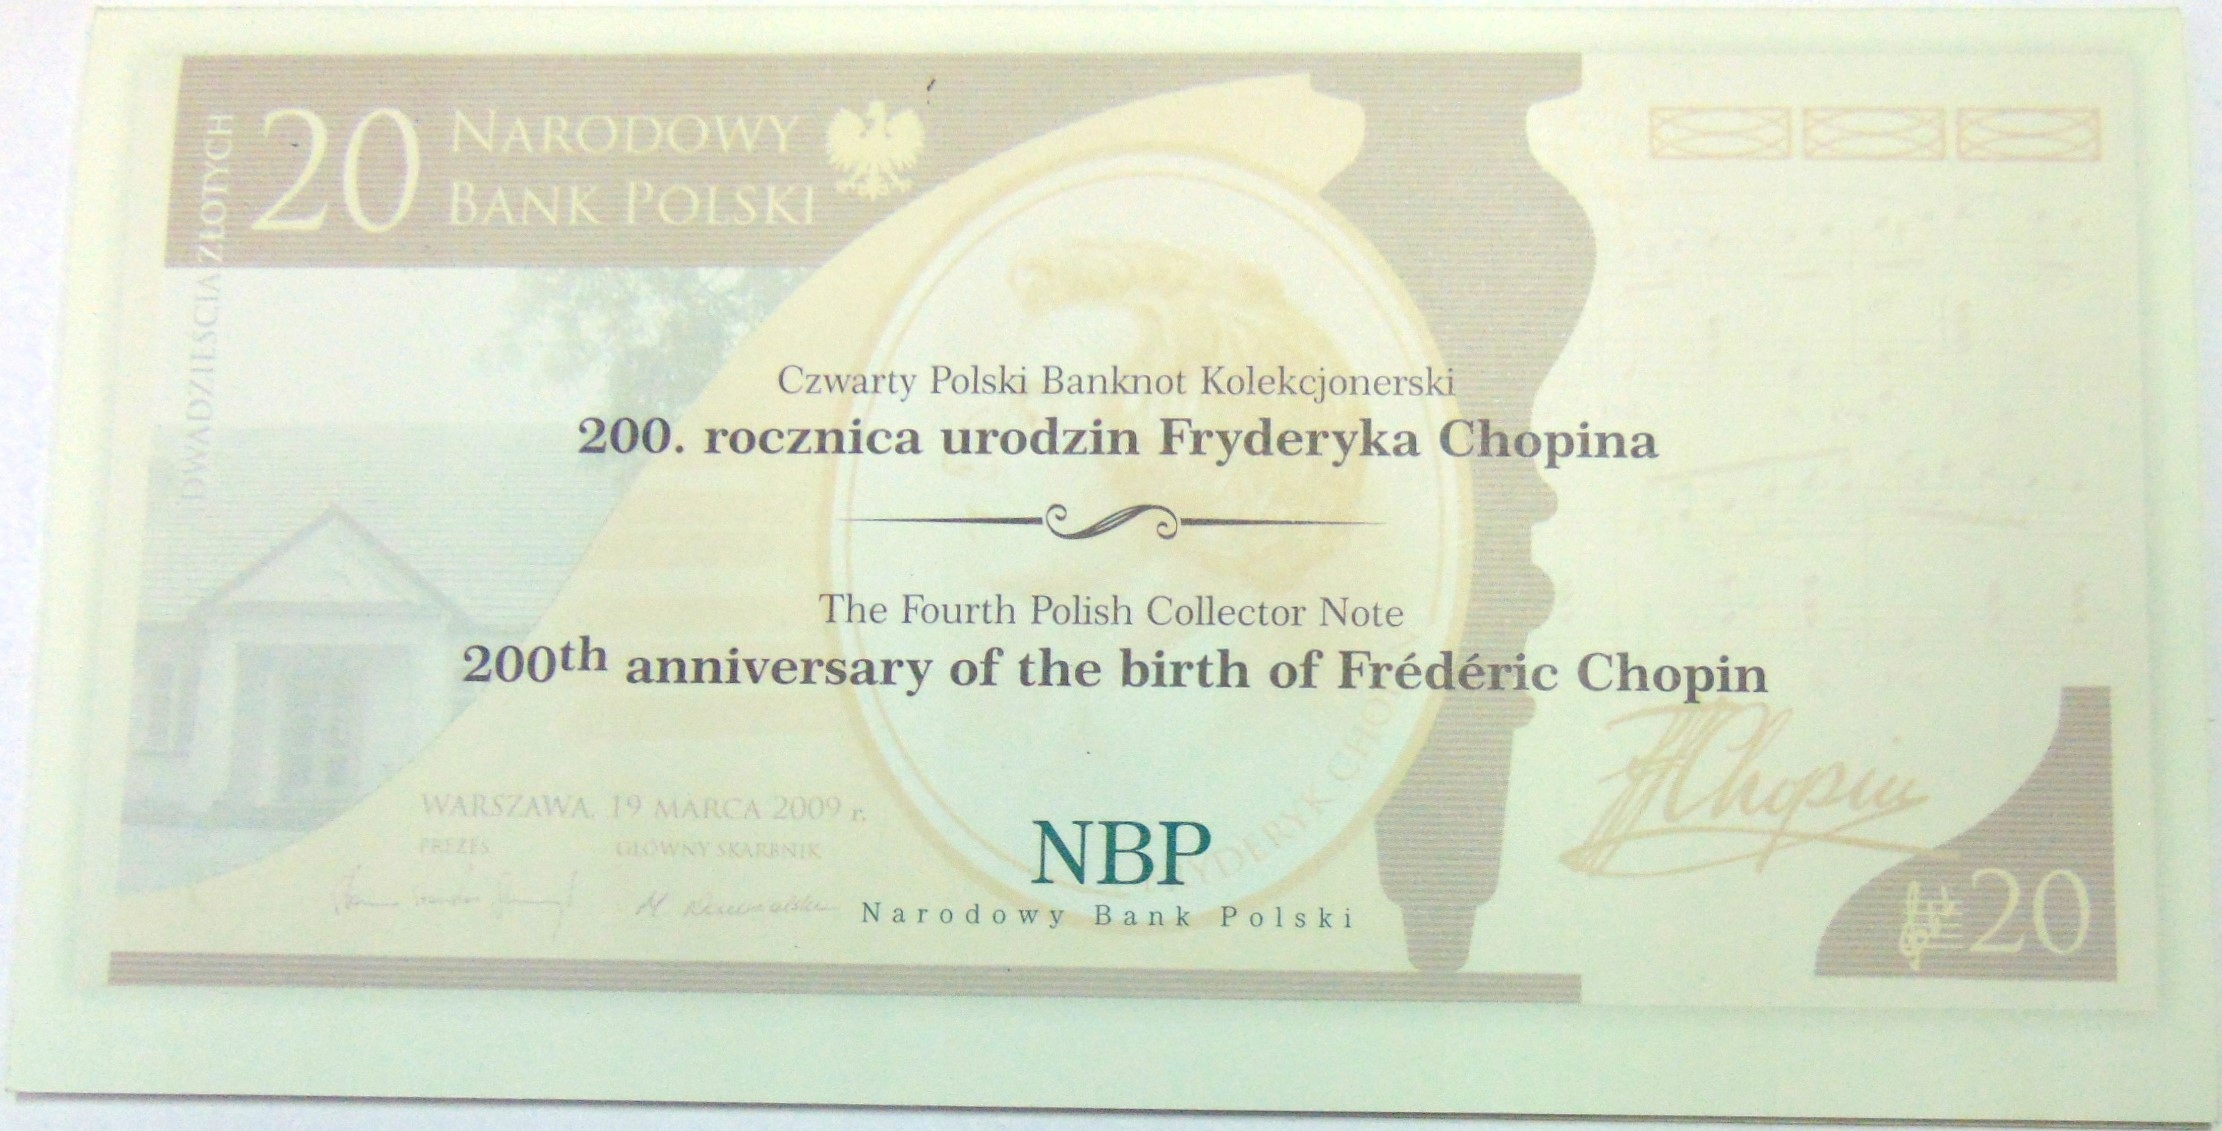 20
NARODOWY
BANK POLSKI
DWADZIEŚCIA ZŁOTYCH
Czwarty Polski Banknot Kolekcjonerski
200. rocznica urodzin Fryderyka Chopina
The Fourth Polish Collector Note
200th anniversary of the birth of Frédéric Chopin
FRYDERYK CHOPIN
Chopin
WARSZAWA, 19 MARCA 2009 r.
PREZES GŁÓWNY SKARBNIK
NBP
Narodowy Bank Polski
20